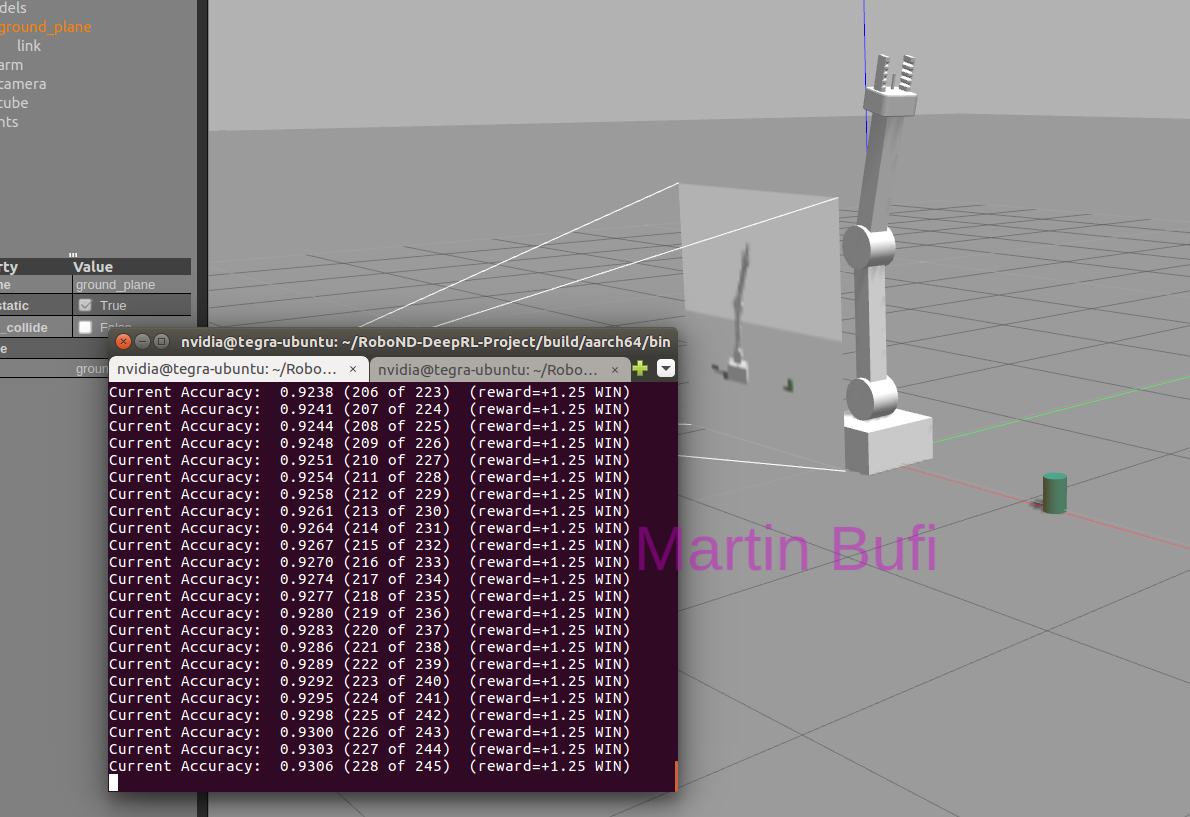 dels
ground_plane
link
arm
camera
cube
nts
rty Value
ne ground_plane
static True
_collide False
e
groun
nvidia@tegra-ubuntu: ~/RoboND-DeepRL-Project/build/aarch64/bin
nvidia@tegra-ubuntu: ~/Robo... × nvidia@tegra-ubuntu: ~/Robo... ×
Current Accuracy: 0.9238 (206 of 223) (reward=+1.25 WIN)
Current Accuracy: 0.9241 (207 of 224) (reward=+1.25 WIN)
Current Accuracy: 0.9244 (208 of 225) (reward=+1.25 WIN)
Current Accuracy: 0.9248 (209 of 226) (reward=+1.25 WIN)
Current Accuracy: 0.9251 (210 of 227) (reward=+1.25 WIN)
Current Accuracy: 0.9254 (211 of 228) (reward=+1.25 WIN)
Current Accuracy: 0.9258 (212 of 229) (reward=+1.25 WIN)
Current Accuracy: 0.9261 (213 of 230) (reward=+1.25 WIN)
Current Accuracy: 0.9264 (214 of 231) (reward=+1.25 WIN)
Current Accuracy: 0.9267 (215 of 232) (reward=+1.25 WIN)
Current Accuracy: 0.9270 (216 of 233) (reward=+1.25 WIN)
Current Accuracy: 0.9274 (217 of 234) (reward=+1.25 WIN)
Current Accuracy: 0.9277 (218 of 235) (reward=+1.25 WIN)
Current Accuracy: 0.9280 (219 of 236) (reward=+1.25 WIN)
Current Accuracy: 0.9283 (220 of 237) (reward=+1.25 WIN)
Current Accuracy: 0.9286 (221 of 238) (reward=+1.25 WIN)
Current Accuracy: 0.9289 (222 of 239) (reward=+1.25 WIN)
Current Accuracy: 0.9292 (223 of 240) (reward=+1.25 WIN)
Current Accuracy: 0.9295 (224 of 241) (reward=+1.25 WIN)
Current Accuracy: 0.9298 (225 of 242) (reward=+1.25 WIN)
Current Accuracy: 0.9300 (226 of 243) (reward=+1.25 WIN)
Current Accuracy: 0.9303 (227 of 244) (reward=+1.25 WIN)
Current Accuracy: 0.9306 (228 of 245) (reward=+1.25 WIN)
Martin Bufi